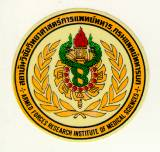 สถาบันวิจัยวิทยาศาสตร์การแพทย์ทหาร กรมแพทย์ทหารบก
ARMED FORCES RESEARCH INSTITUTE OF MEDICAL SCIENCES